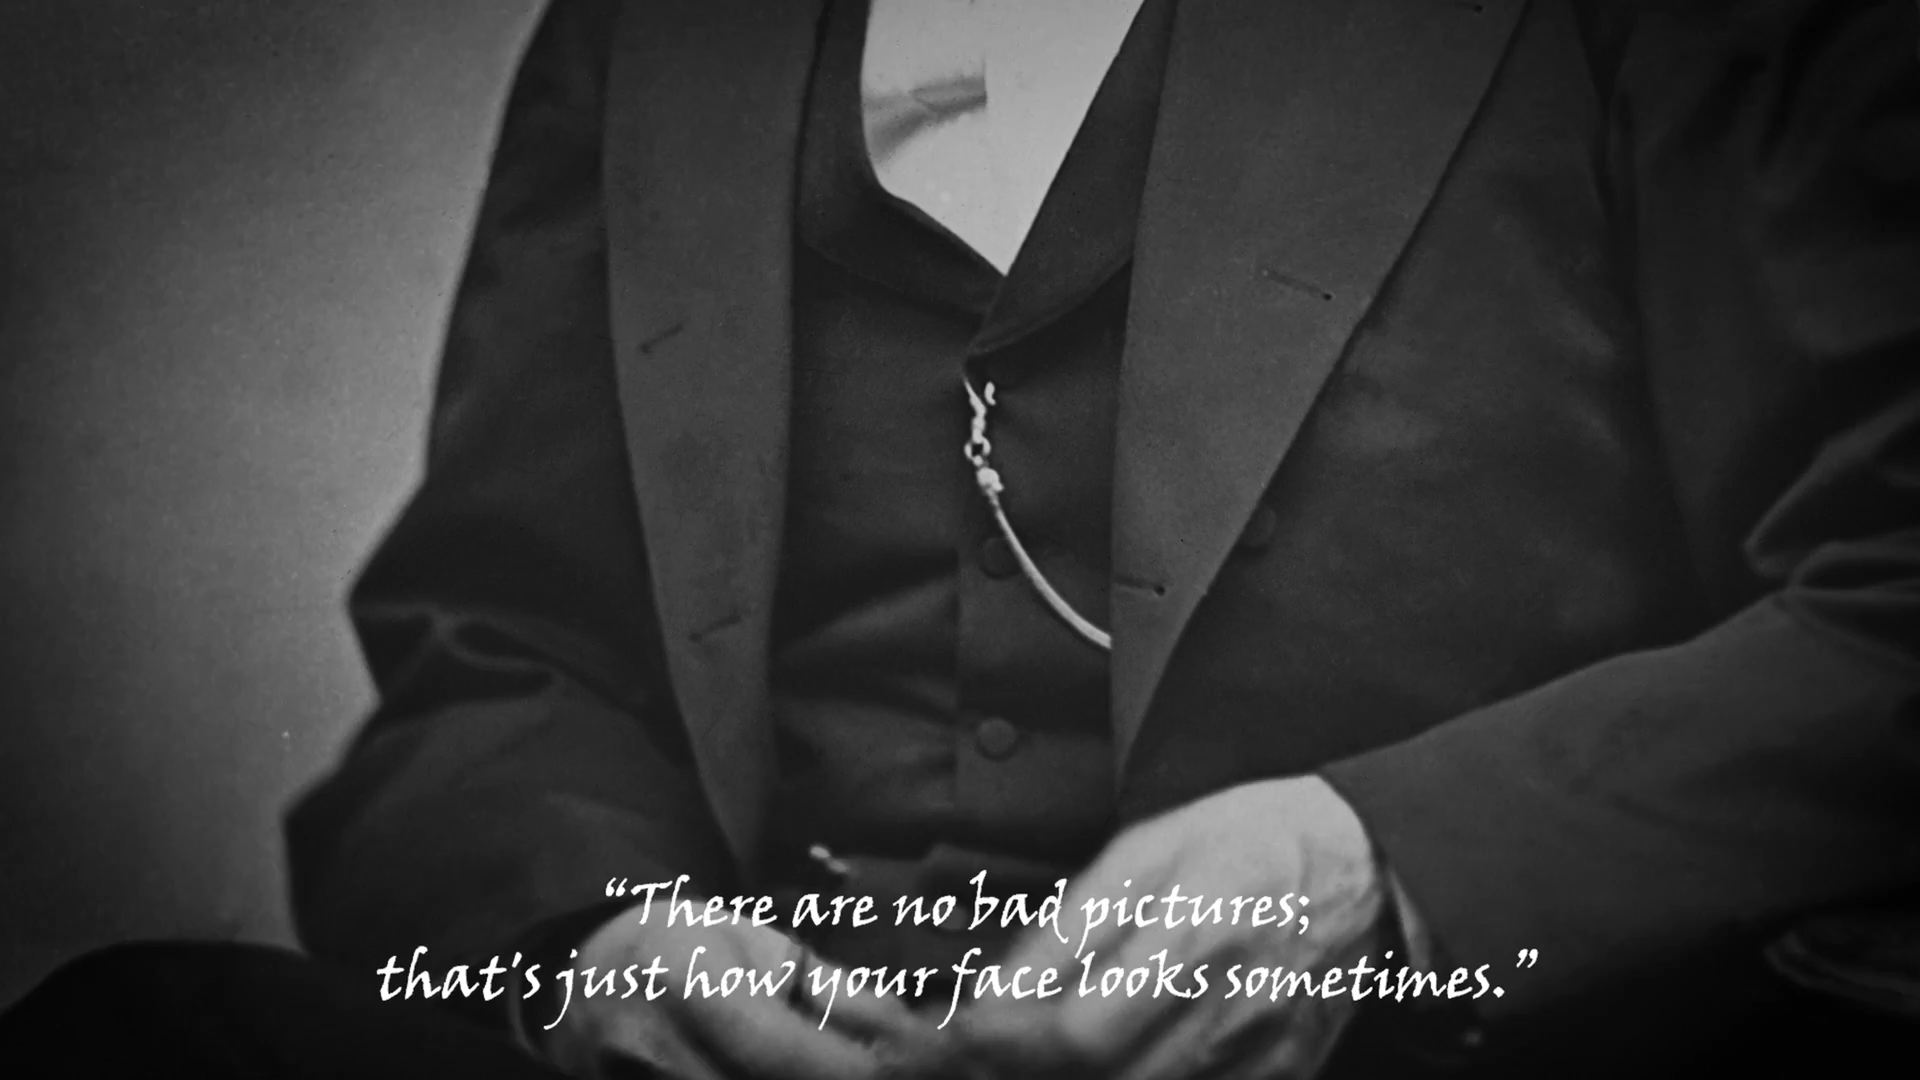 “There are no bad pictures;
that's just how your face looks sometimes.”